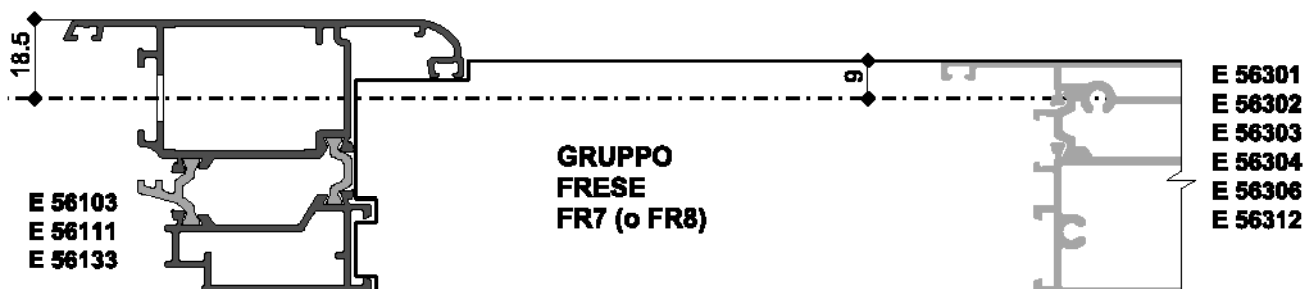 18.5
9
E 56103
E 56111
E 56133
GRUPPO
FRESE
FR7 (o FR8)
E 56301
E 56302
E 56303
E 56304
E 56306
E 56312